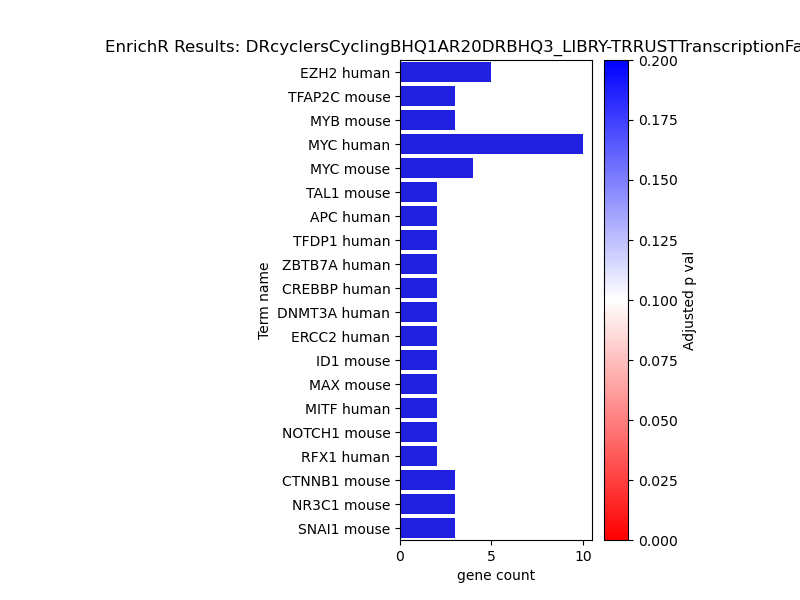 EnrichR Results: DRcyclersCyclingBHQ1AR20DRBHQ3_LIBRY-TRRUSTTranscriptionFa
EZH2 human
TFAP2C mouse
MYB mouse
MYC human
MYC mouse
TAL1 mouse
APC human
TFDP1 human
ZBTB7A human
CREBBP human
DNMT3A human
ERCC2 human
ID1 mouse
MAX mouse
MITF human
NOTCH1 mouse
RFX1 human
CTNNB1 mouse
NR3C1 mouse
SNAI1 mouse
Term name
0 5 10
gene count
0.200
0.175
0.150
0.125
0.100
0.075
0.050
0.025
0.000
Adjusted p val